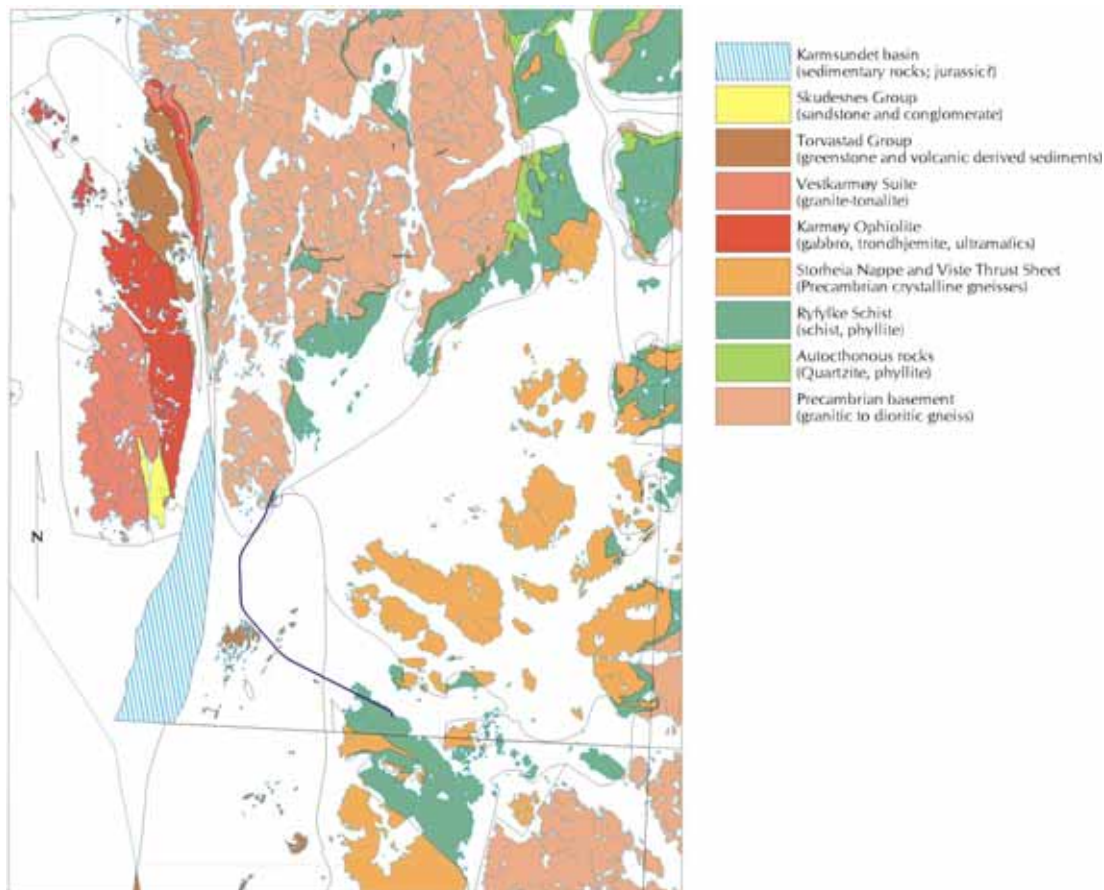 Karmsundet basin
(sedimentary rocks; jurassic?)
Skudesnes Group
(sandstone and conglomerate)
Torvastad Group
(greenstone and volcanic derived sediments)
Vestkarmøy Suite
(granite-tonalite)
Karmøy Ophiolite
(gabbro, trondhjemite, ultramafics)
Storheia Nappe and Viste Thrust Sheet
(Precambrian crystalline gneisses)
Ryfylke Schist
(schist, phyllite)
Autocthonous rocks
(Quartzite, phyllite)
Precambrian basement
(granitic to dioritic gneiss)
N